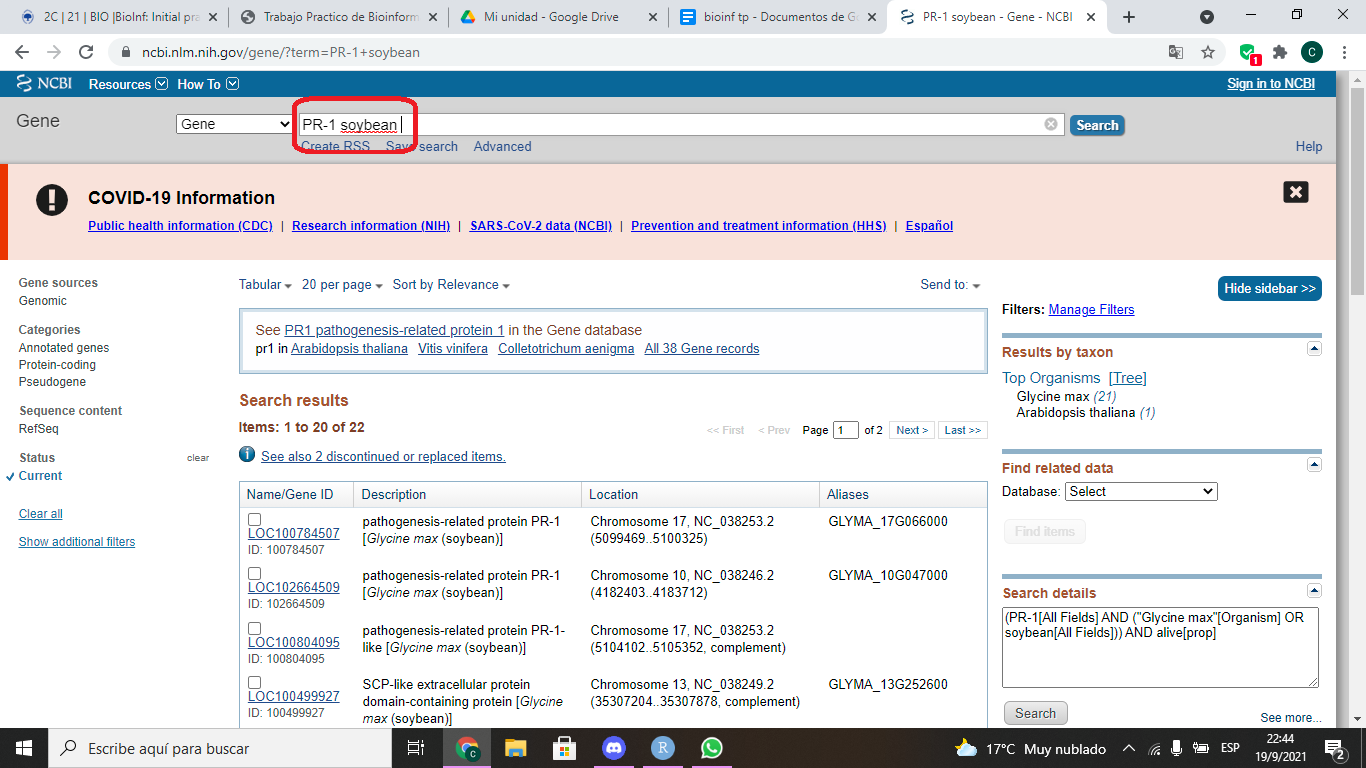 2C | 21 | BIO |BioInf: Initial pra
Trabajo Practico de Bioinform
Mi unidad - Google Drive
bioinf tp - Documentos de G
PR-1 soybean - Gene - NCBI
ncbi.nlm.nih.gov/gene/?term=PR-1+soybean
1
C
NCBI Resources How To Sign in to NCBI
Gene Gene PR-1 soybean Search
Create RSS Save search Advanced Help
COVID-19 Information
Public health information (CDC) | Research information (NIH) | SARS-CoV-2 data (NCBI) | Prevention and treatment information (HHS) | Español
Gene sources
Genomic
Categories
Annotated genes
Protein-coding
Pseudogene
Sequence content
RefSeq
Status clear
Current
Clear all
Show additional filters
Tabular 20 per page Sort by Relevance Send to:
See PR1 pathogenesis-related protein 1 in the Gene database
pr1 in Arabidopsis thaliana Vitis vinifera Colletotrichum aenigma All 38 Gene records
Search results
Items: 1 to 20 of 22
<< First < Prev Page 1 of 2 Next > Last >>
See also 2 discontinued or replaced items.
Name/Gene ID Description Location Aliases
LOC100784507
ID: 100784507
pathogenesis-related protein PR-1
[Glycine max (soybean)]
Chromosome 17, NC_038253.2
(5099469..5100325)
GLYMA_17G066000
LOC102664509
ID: 102664509
pathogenesis-related protein PR-1
[Glycine max (soybean)]
Chromosome 10, NC_038246.2
(4182403..4183712)
GLYMA_10G047000
LOC100804095
ID: 100804095
pathogenesis-related protein PR-1-
like [Glycine max (soybean)]
Chromosome 17, NC_038253.2
(5104102..5105352, complement)
LOC100499927
ID: 100499927
SCP-like extracellular protein
domain-containing protein [Glycine
max (soybean)]
Chromosome 13, NC_038249.2
(35307204..35307878, complement)
GLYMA_13G252600
Hide sidebar >>
Filters: Manage Filters
Results by taxon
Top Organisms [Tree]
Glycine max (21)
Arabidopsis thaliana (1)
Find related data
Database: Select
Find items
Search details
(PR-1[All Fields] AND ("Glycine max"[Organism] OR
soybean[All Fields])) AND alive[prop]
Search
See more...
Escribe aquí para buscar
C
R
17°C Muy nublado
ESP
22:44
19/9/2021
2